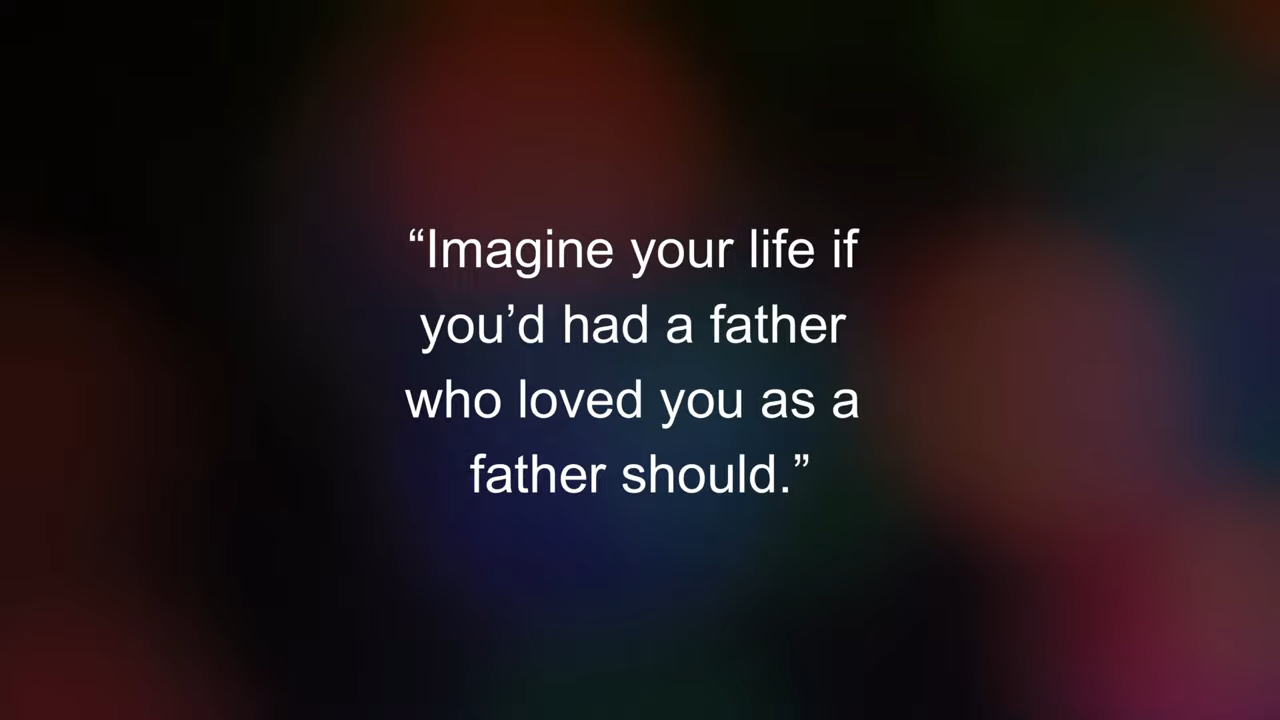 “Imagine your life if
you’d had a father
who loved you as a
father should.”